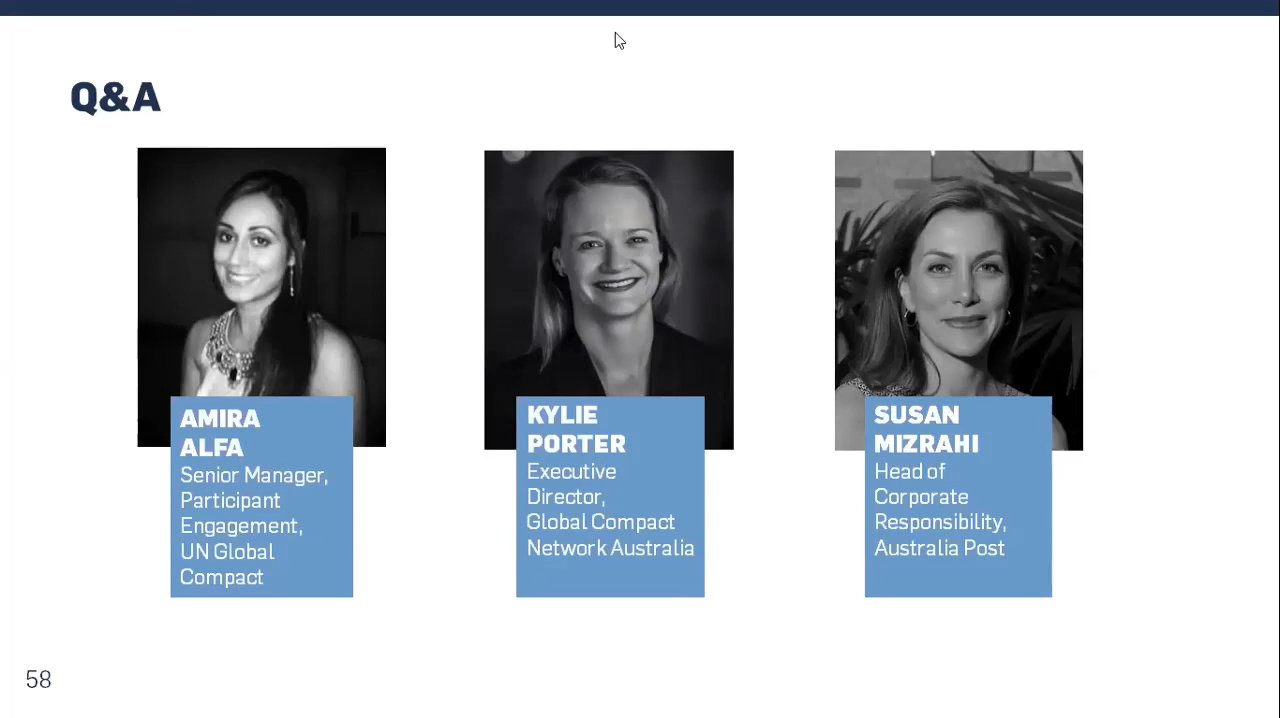 Q&A
AMIRA
ALFA
Senior Manager,
Participant
Engagement,
UN Global
Compact
KYLIE
PORTER
Executive
Director,
Global Compact
Network Australia
SUSAN
MIZRAHI
Head of
Corporate
Responsibility,
Australia Post
58